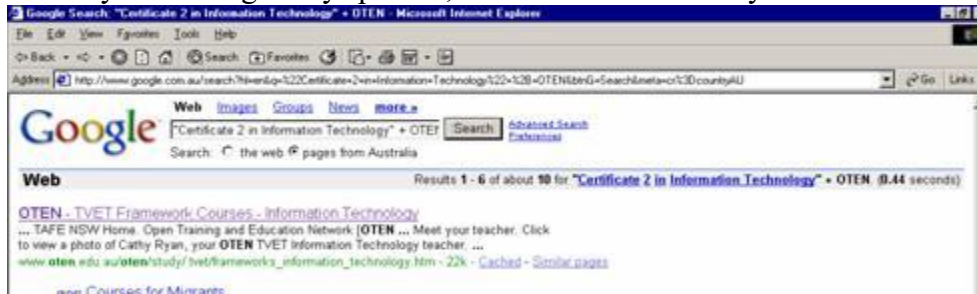 Google Search: "Certificate 2 in Information Technology" + OTEN - Microsoft Internet Explorer
File Edit View Favorites Tools Help
Back Search Favorites
Address http://www.google.com.au/search?hl=en&q=%22Certificate+2+in+Information+Technology%22+%2B+OTEN&btnG=Search&meta=cr%3DcountryAU Go Links
Web Images Groups News more »
Google "Certificate 2 in Information Technology" + OTEN Search Advanced Search
Preferences
Search: the web pages from Australia
Web Results 1 - 6 of about 10 for "Certificate 2 in Information Technology" + OTEN. (0.44 seconds)
OTEN - TVET Framework Courses - Information Technology
... TAFE NSW Home. Open Training and Education Network [OTEN ... Meet your teacher. Click
to view a photo of Cathy Ryan, your OTEN TVET Information Technology teacher. ...
www.oten.edu.au/oten/study/ tvet/frameworks_information_technology.htm - 22k - Cached - Similar pages
Courses for Migrants